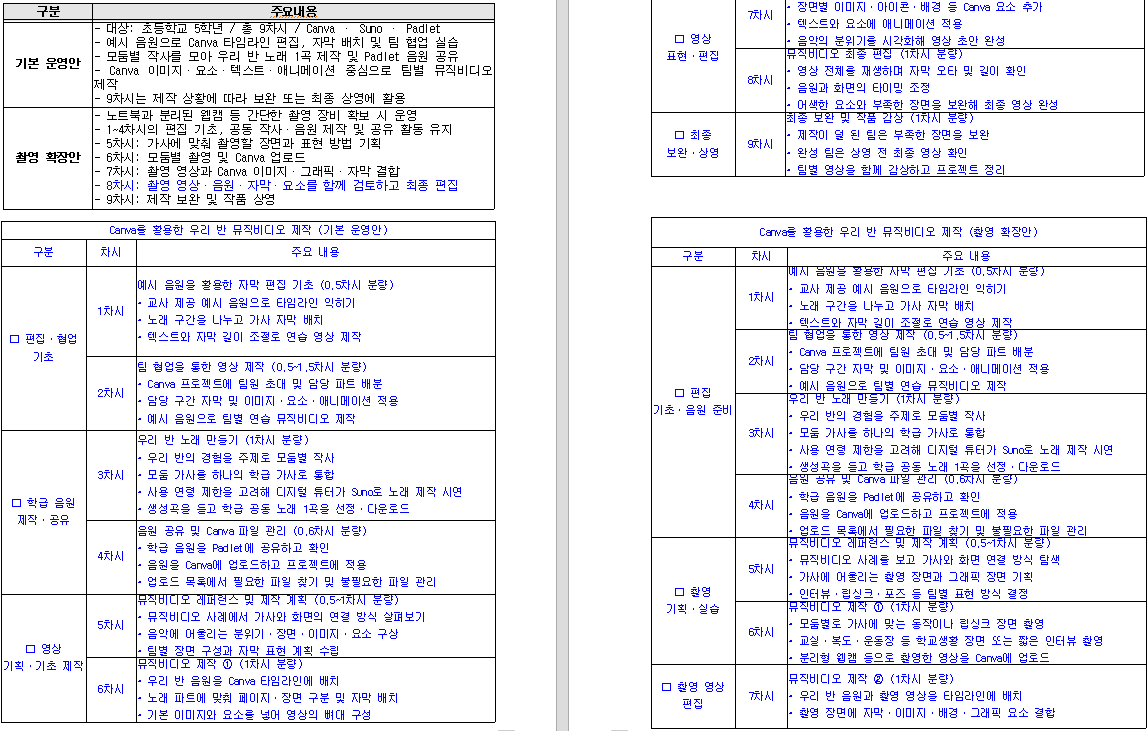 구분 주요내용
기본 운영안
- 대상: 초등학교 5학년 / 총 9차시 / Canva · Suno · Padlet
- 예시 음원으로 Canva 타임라인 편집, 자막 배치 및 팀 협업 실습
- 모둠별 작사를 모아 우리 반 노래 1곡 제작 및 Padlet 음원 공유
- Canva 이미지·요소·텍스트·애니메이션 중심으로 팀별 뮤직비디오
제작
- 9차시는 제작 상황에 따라 보완 또는 최종 상영에 활용
촬영 확장안
- 노트북과 분리된 웹캠 등 간단한 촬영 장비 확보 시 운영
- 1~4차시의 편집 기초, 공동 작사·음원 제작 및 공유 활동 유지
- 5차시: 가사에 맞춰 촬영할 장면과 표현 방법 기획
- 6차시: 모둠별 촬영 및 Canva 업로드
- 7차시: 촬영 영상과 Canva 이미지·그래픽·자막 결합
- 8차시: 촬영 영상·음원·자막·요소를 함께 검토하고 최종 편집
- 9차시: 제작 보완 및 작품 상영
Canva를 활용한 우리 반 뮤직비디오 제작 (기본 운영안)
구분 차시 주요 내용
□ 편집·협업
기초
1차시
예시 음원을 활용한 자막 편집 기초 (0.5차시 분량)
• 교사 제공 예시 음원으로 타임라인 익히기
• 노래 구간을 나누고 가사 자막 배치
• 텍스트와 자막 길이 조절로 연습 영상 제작
2차시
팀 협업을 통한 영상 제작 (0.5~1.5차시 분량)
• Canva 프로젝트에 팀원 초대 및 담당 파트 배분
• 담당 구간 자막 및 이미지·요소·애니메이션 적용
• 예시 음원으로 팀별 연습 뮤직비디오 제작
□ 학급 음원
제작·공유
3차시
우리 반 노래 만들기 (1차시 분량)
• 우리 반의 경험을 주제로 모둠별 작사
• 모둠 가사를 하나의 학급 가사로 통합
• 사용 연령 제한을 고려해 디지털 튜터가 Suno로 노래 제작 시연
• 생성곡을 듣고 학급 공동 노래 1곡을 선정·다운로드
4차시
음원 공유 및 Canva 파일 관리 (0.6차시 분량)
• 학급 음원을 Padlet에 공유하고 확인
• 음원을 Canva에 업로드하고 프로젝트에 적용
• 업로드 목록에서 필요한 파일 찾기 및 불필요한 파일 관리
□ 영상
기획·기초 제작
5차시
뮤직비디오 레퍼런스 및 제작 계획 (0.5~1차시 분량)
• 뮤직비디오 사례에서 가사와 화면의 연결 방식 살펴보기
• 음악에 어울리는 분위기·장면·이미지·요소 구상
• 팀별 장면 구성과 자막 표현 계획 수립
6차시
뮤직비디오 제작 ① (1차시 분량)
• 우리 반 음원을 Canva 타임라인에 배치
• 노래 파트에 맞춰 페이지·장면 구분 및 자막 배치
• 기본 이미지와 요소를 넣어 영상의 뼈대 구성
□ 영상
표현·편집
7차시
• 장면별 이미지·아이콘·배경 등 Canva 요소 추가
• 텍스트와 요소에 애니메이션 적용
• 음악의 분위기를 시각화해 영상 초안 완성
8차시
뮤직비디오 최종 편집 (1차시 분량)
• 영상 전체를 재생하며 자막 오타 및 길이 확인
• 음원과 화면의 타이밍 조정
• 어색한 요소와 부족한 장면을 보완해 최종 영상 완성
□ 최종
보완·상영
9차시
최종 보완 및 작품 감상 (1차시 분량)
• 제작이 덜 된 팀은 부족한 장면을 보완
• 완성 팀은 상영 전 최종 영상 확인
• 팀별 영상을 함께 감상하고 프로젝트 정리
Canva를 활용한 우리 반 뮤직비디오 제작 (촬영 확장안)
구분 차시 주요 내용
□ 편집
기초·음원 준비
1차시
예시 음원을 활용한 자막 편집 기초 (0.5차시 분량)
• 교사 제공 예시 음원으로 타임라인 익히기
• 노래 구간을 나누고 가사 자막 배치
• 텍스트와 자막 길이 조절로 연습 영상 제작
2차시
팀 협업을 통한 영상 제작 (0.5~1.5차시 분량)
• Canva 프로젝트에 팀원 초대 및 담당 파트 배분
• 담당 구간 자막 및 이미지·요소·애니메이션 적용
• 예시 음원으로 팀별 연습 뮤직비디오 제작
3차시
우리 반 노래 만들기 (1차시 분량)
• 우리 반의 경험을 주제로 모둠별 작사
• 모둠 가사를 하나의 학급 가사로 통합
• 사용 연령 제한을 고려해 디지털 튜터가 Suno로 노래 제작 시연
• 생성곡을 듣고 학급 공동 노래 1곡을 선정·다운로드
4차시
음원 공유 및 Canva 파일 관리 (0.6차시 분량)
• 학급 음원을 Padlet에 공유하고 확인
• 음원을 Canva에 업로드하고 프로젝트에 적용
• 업로드 목록에서 필요한 파일 찾기 및 불필요한 파일 관리
□ 촬영
기획·실습
5차시
뮤직비디오 레퍼런스 및 제작 계획 (0.5~1차시 분량)
• 뮤직비디오 사례를 보고 가사와 화면 연결 방식 탐색
• 가사에 어울리는 촬영 장면과 그래픽 장면 기획
• 인터뷰·립싱크·포즈 등 팀별 표현 방식 결정
6차시
뮤직비디오 제작 ① (1차시 분량)
• 모둠별로 가사에 맞는 동작이나 립싱크 장면 촬영
• 교실·복도·운동장 등 학교생활 장면 또는 짧은 인터뷰 촬영
• 분리형 웹캠 등으로 촬영한 영상을 Canva에 업로드
□ 촬영 영상
편집
7차시
뮤직비디오 제작 ② (1차시 분량)
• 우리 반 음원과 촬영 영상을 타임라인에 배치
• 촬영 장면에 자막·이미지·배경·그래픽 요소 결합